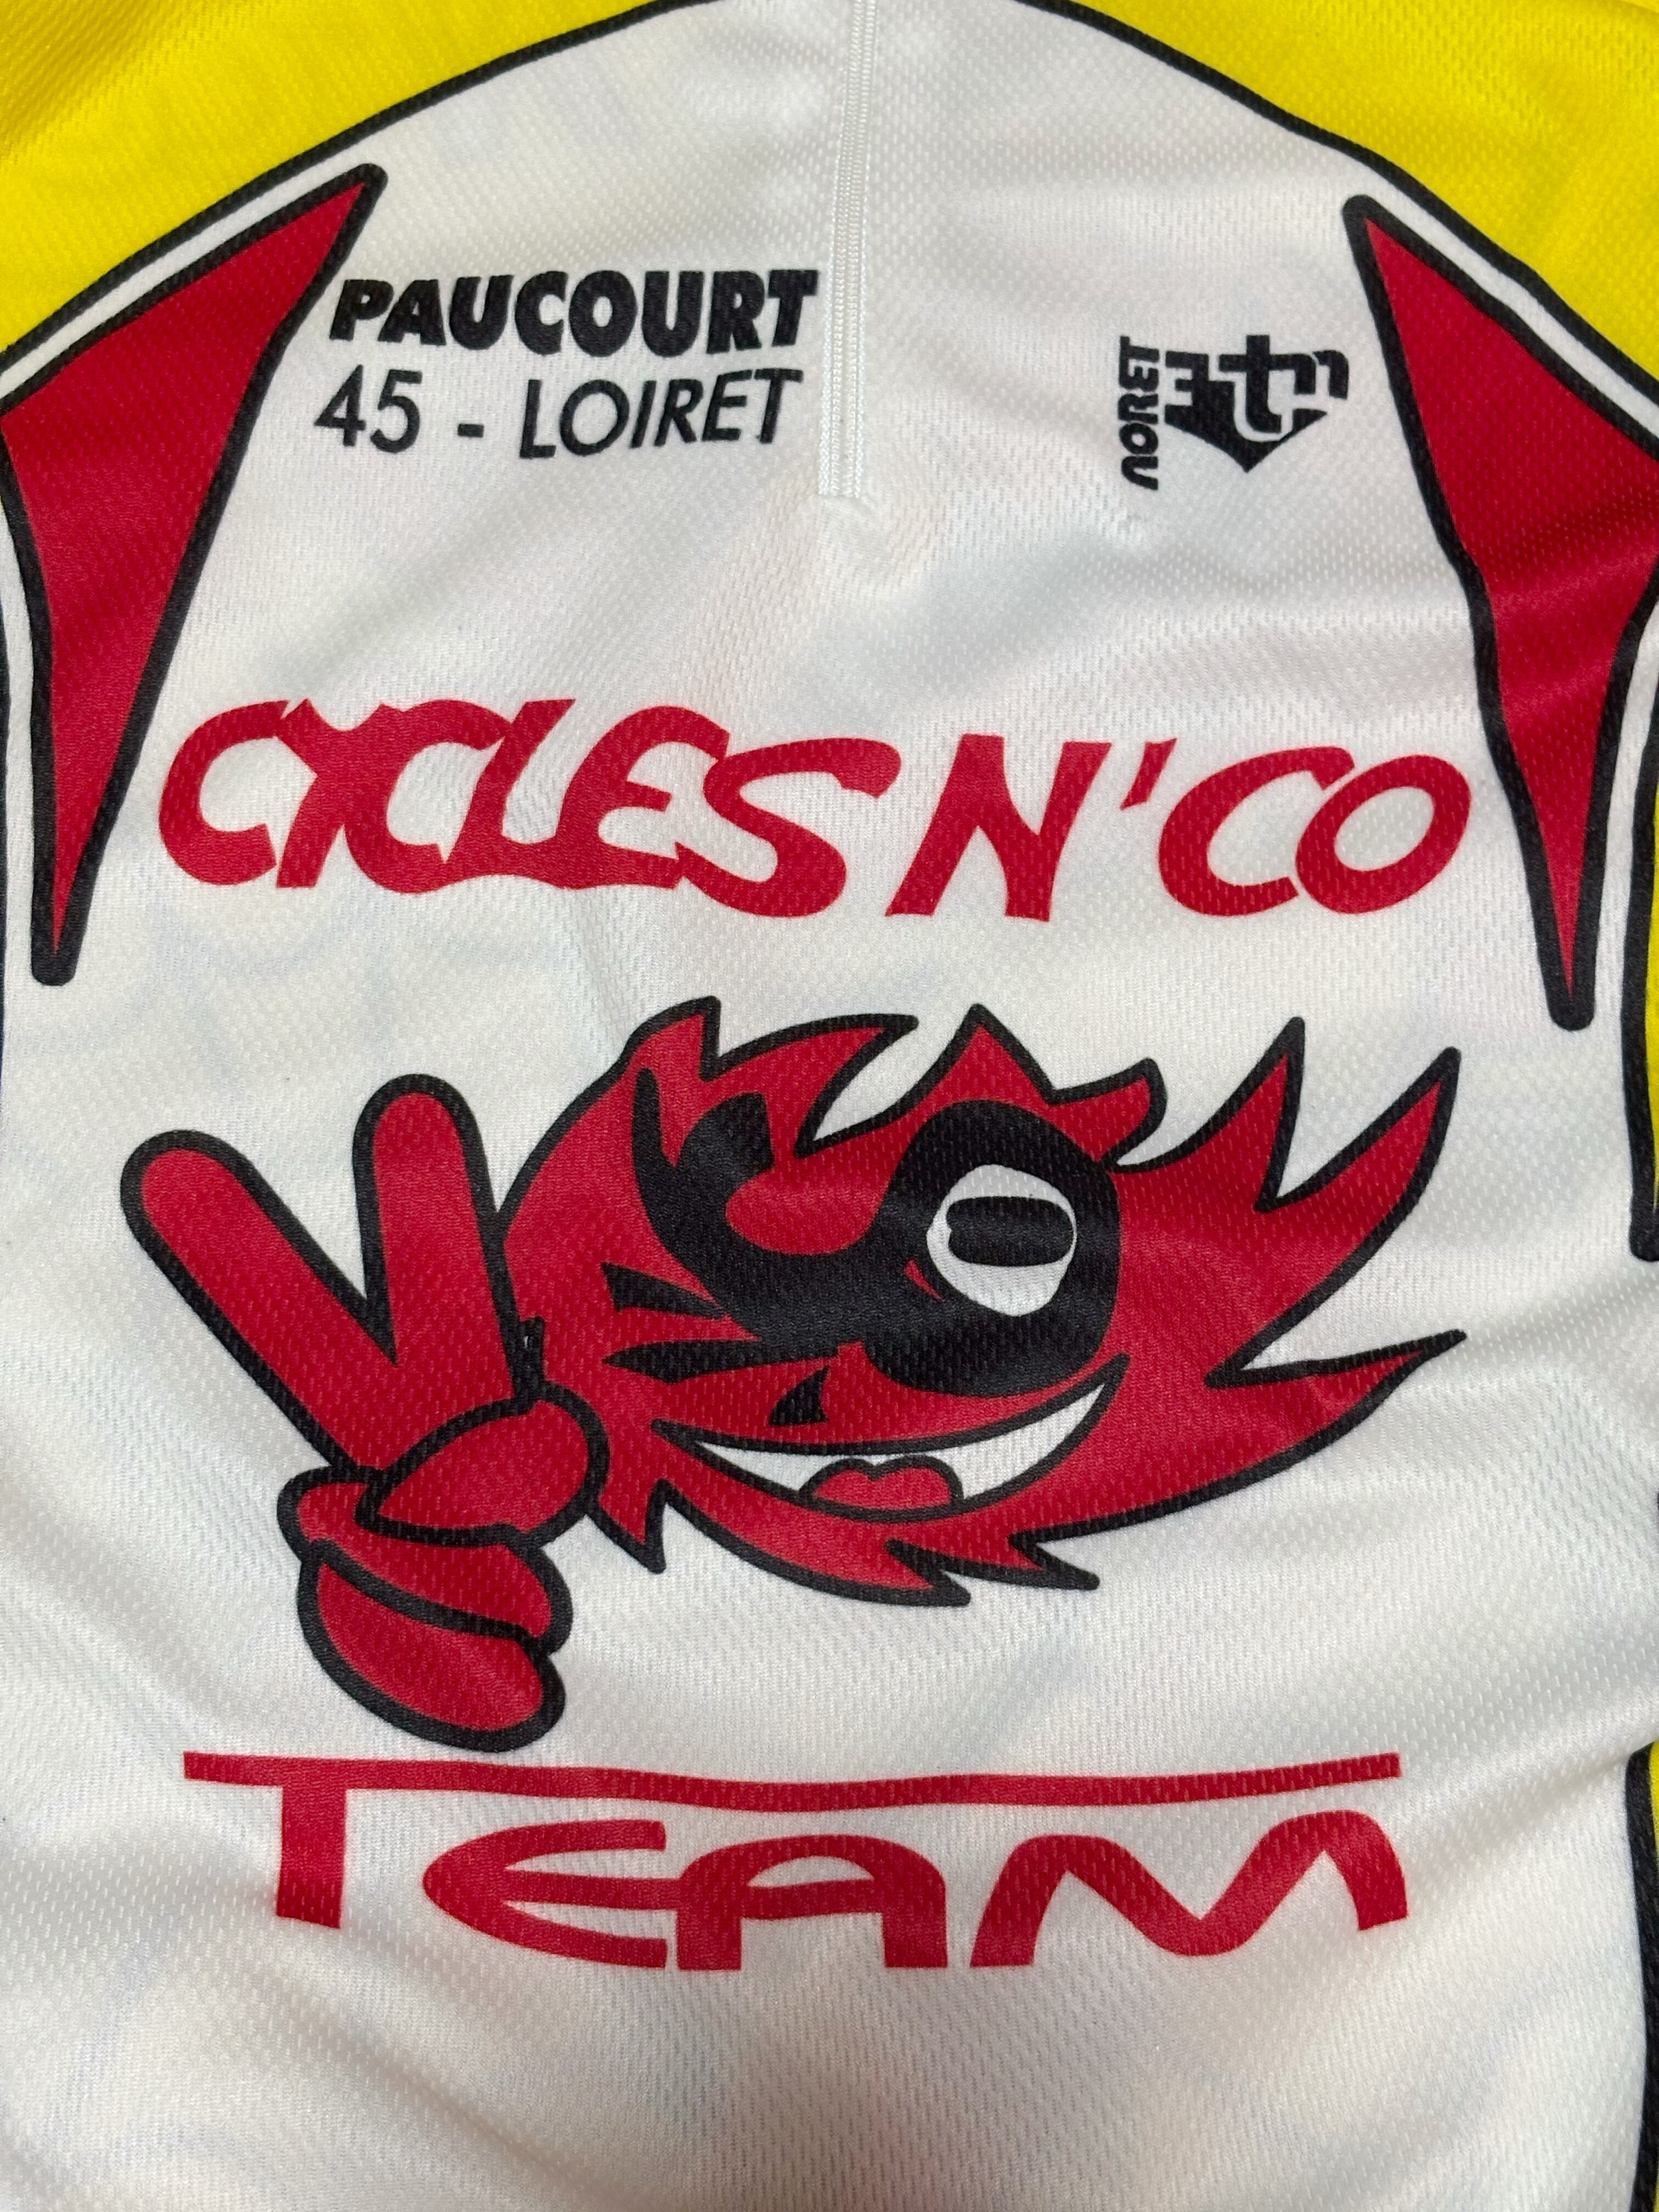 PAUCOURT
45 - LOIRET
NORET
CYCLES N'CO
TEAM